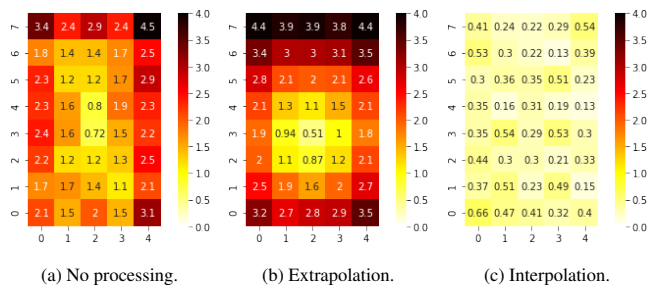 7 3.4 2.4 2.9 2.4 4.5
6 1.8 1.4 1.4 1.7 2.5
5 2.3 1.2 1.2 1.7 2.9
4 2.3 1.6 0.8 1.9 2.3
3 2.4 1.6 0.72 1.5 2.2
2 2.2 1.2 1.2 1.3 2.5
1 1.7 1.7 1.4 1.1 2.1
0 2.1 1.5 2 1.5 3.1
0 1 2 3 4
4.0
3.5
3.0
2.5
2.0
1.5
1.0
0.5
0.0
(a) No processing.
7 4.4 3.9 3.9 3.8 4.4
6 3.4 3 3 3.1 3.5
5 2.8 2.1 2 2.1 2.6
4 2.1 1.3 1.1 1.5 2.1
3 1.9 0.94 0.51 1 1.8
2 2 1.1 0.87 1.2 2.1
1 2.5 1.9 1.6 2 2.7
0 3.2 2.7 2.8 2.9 3.5
0 1 2 3 4
4.0
3.5
3.0
2.5
2.0
1.5
1.0
0.5
0.0
(b) Extrapolation.
7 0.41 0.24 0.22 0.29 0.54
6 0.53 0.3 0.22 0.13 0.39
5 0.3 0.36 0.35 0.51 0.23
4 0.35 0.16 0.31 0.19 0.13
3 0.35 0.54 0.29 0.53 0.3
2 0.44 0.3 0.3 0.21 0.33
1 0.37 0.51 0.23 0.49 0.15
0 0.66 0.47 0.41 0.32 0.4
0 1 2 3 4
4.0
3.5
3.0
2.5
2.0
1.5
1.0
0.5
0.0
(c) Interpolation.